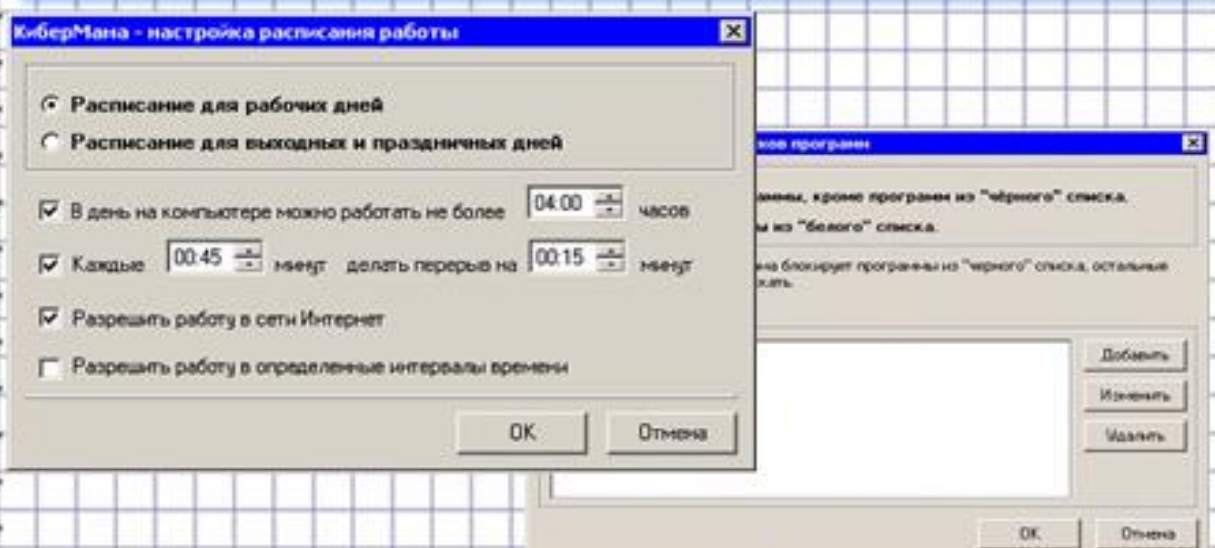 КиберМама - настройка расписания работы
Расписание для рабочих дней
Расписание для выходных и праздничных дней
В день на компьютере можно работать не более 04:00 часов
Каждые 00:45 минут делать перерыв на 00:15 минут
Разрешить работу в сети Интернет
Разрешить работу в определенные интервалы времени
OK Отмена
программ
кроме программ из "чёрного" списка.
из "белого" списка.
блокирует программы из "черного" списка, остальные
Добавить
Изменить
Удалить
OK Отмена